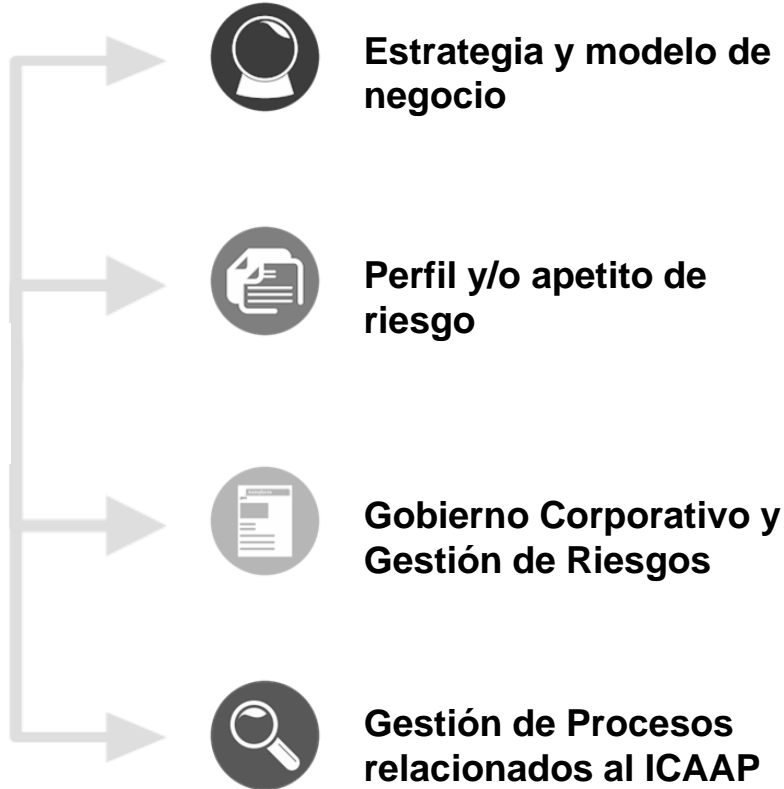 Estrategia y modelo de
negocio
Perfil y/o apetito de
riesgo
Gobierno Corporativo y
Gestión de Riesgos
Gestión de Procesos
relacionados al ICAAP